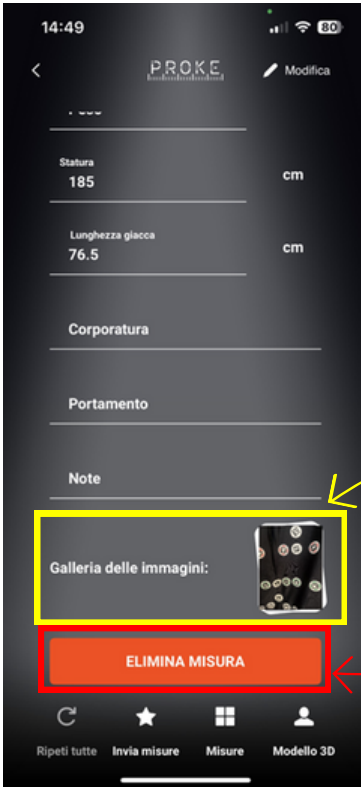 14:49
80
PROKE
Modifica
Statura
185
cm
Lunghezza giacca
76.5
cm
Corporatura
Portamento
Note
Galleria delle immagini:
ELIMINA MISURA
Ripeti tutte
Invia misure
Misure
Modello 3D